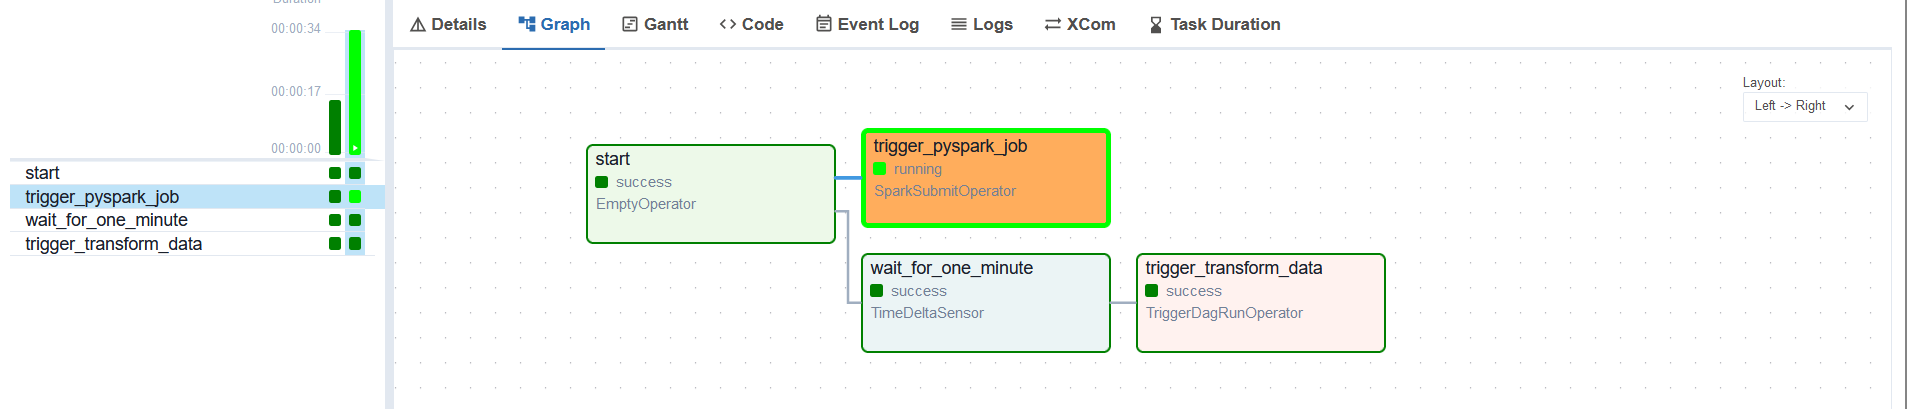 Duration
00:00:34
00:00:17
00:00:00
start
trigger_pyspark_job
wait_for_one_minute
trigger_transform_data
Details
Graph
Gantt
Code
Event Log
Logs
XCom
Task Duration
Layout:
Left -> Right
start
success
EmptyOperator
trigger_pyspark_job
running
SparkSubmitOperator
wait_for_one_minute
success
TimeDeltaSensor
trigger_transform_data
success
TriggerDagRunOperator